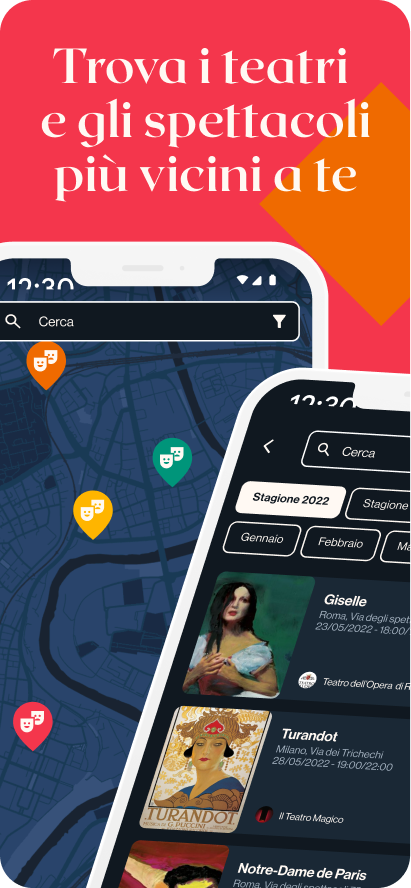 Trova i teatri
e gli spettacoli
più vicini a te
12:30
Cerca
12:30
Cerca
Stagione 2022
Stagione
Gennaio
Febbraio
Ma
Giselle
Roma, Via degli spet
23/05/2022 - 18:00/
Teatro dell'Opera di R
TURANDOT
G. PUCCINI
Turandot
Milano, Via dei Trichechi
28/05/2022 - 19:00/22:00
Il Teatro Magico
Notre-Dame de Paris
Roma, Via degli